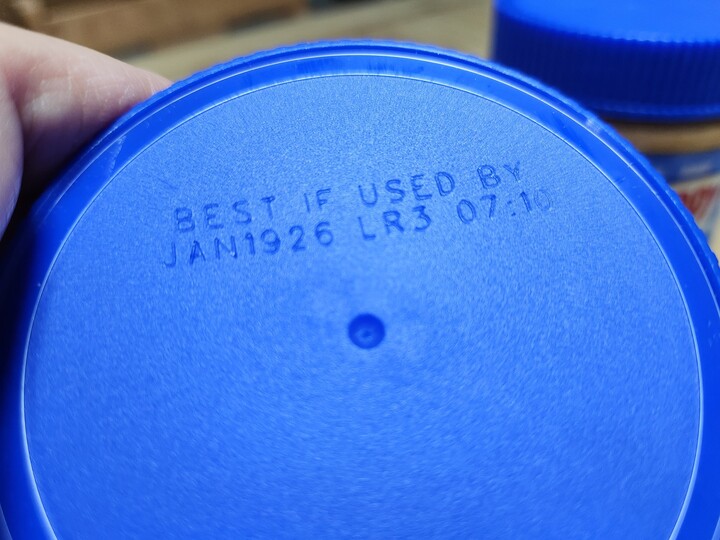 BEST IF USED BY
JAN1926 LR3 07:10